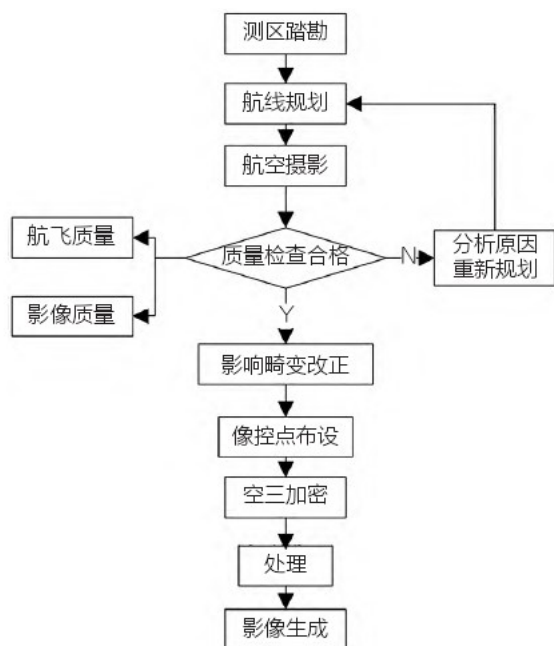 测区踏勘
航线规划
航空摄影
航飞质量
质量检查合格
N
分析原因
重新规划
影像质量
Y
影响畸变改正
像控点布设
空三加密
处理
影像生成